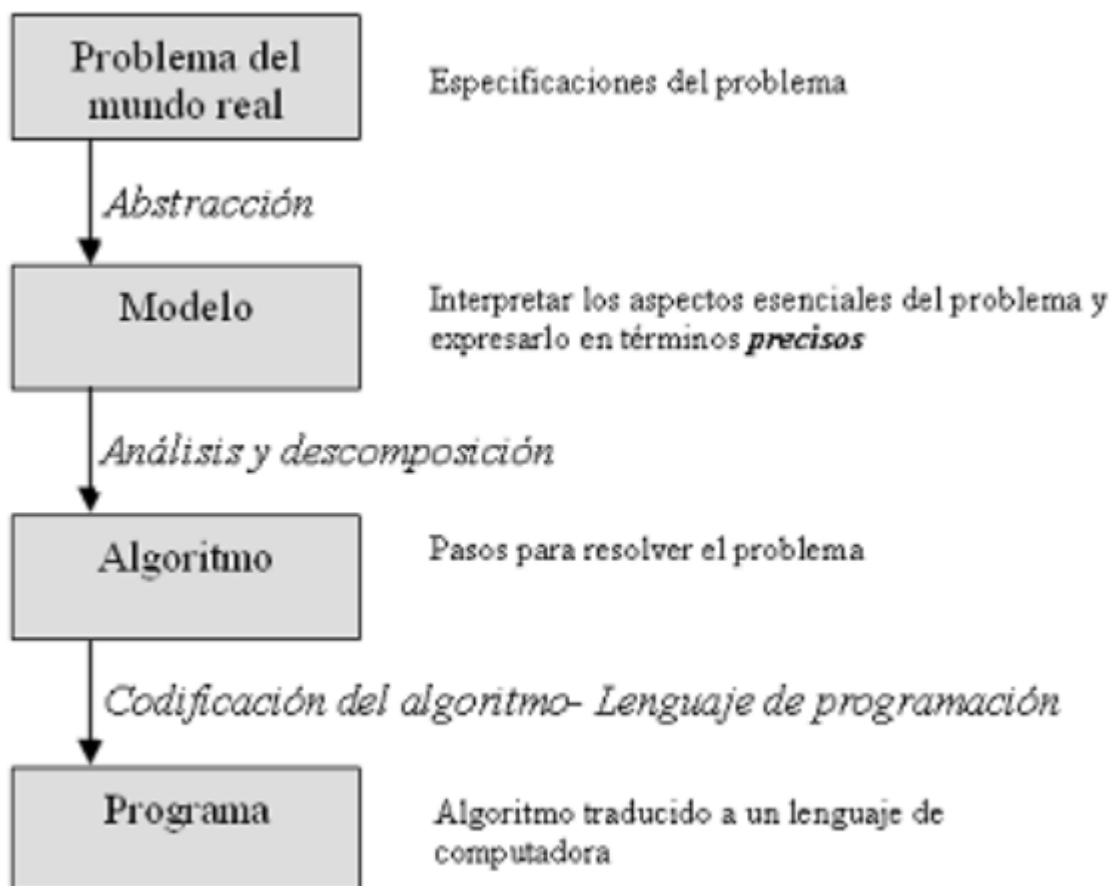 Problema del
mundo real
Especificaciones del problema
Abstracción
Modelo
Interpretar los aspectos esenciales del problema y
expresarlo en términos precisos
Análisis y descomposición
Algoritmo
Pasos para resolver el problema
Codificación del algoritmo- Lenguaje de programación
Programa
Algoritmo traducido a un lenguaje de
computadora